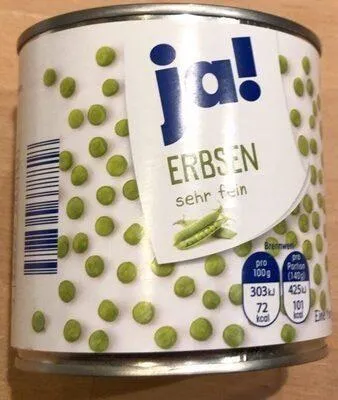 ja!
ERBSEN
sehr fein
Brennwert
pro
100g
303kJ
72
kcal
pro
Portion
(140g)
425kJ
101
kcal